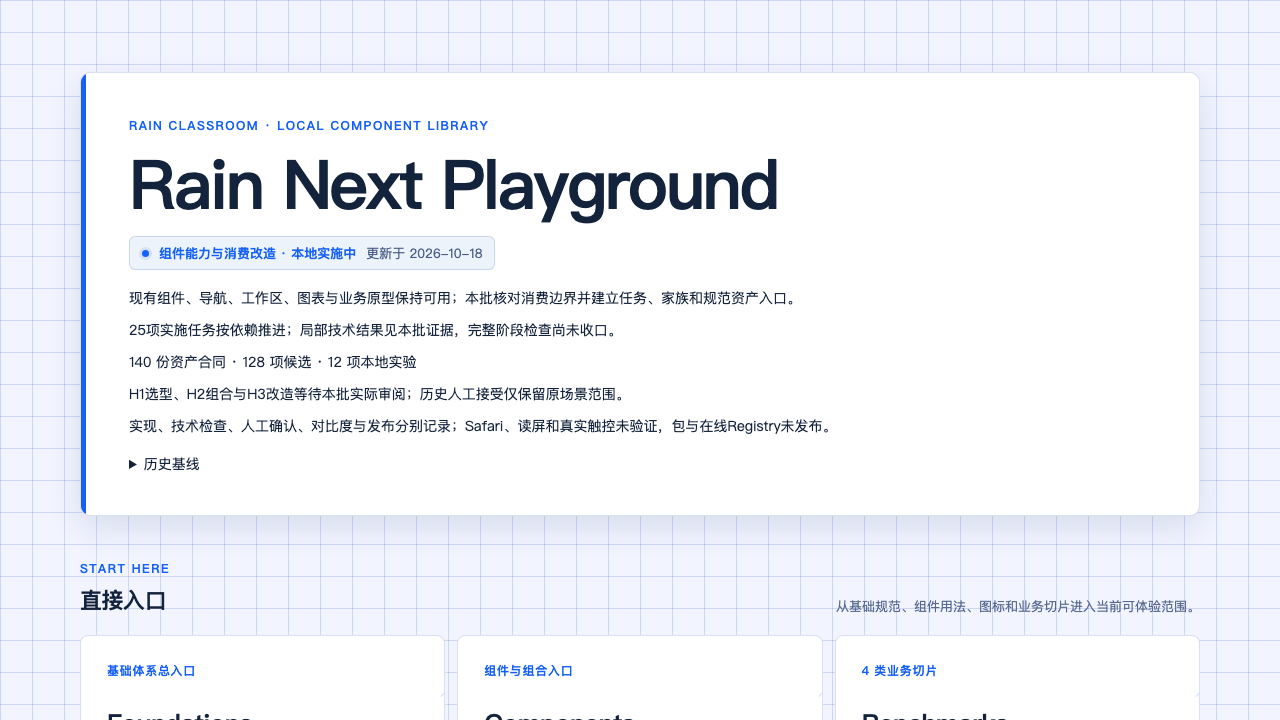 RAIN CLASSROOM · LOCAL COMPONENT LIBRARY
Rain Next Playground
组件能力与消费改造 · 本地实施中 更新于 2026-10-18
现有组件、导航、工作区、图表与业务原型保持可用；本批核对消费边界并建立任务、家族和规范资产入口。
25项实施任务按依赖推进；局部技术结果见本批证据，完整阶段检查尚未收口。
140 份资产合同 · 128 项候选 · 12 项本地实验
H1选型、H2组合与H3改造等待本批实际审阅；历史人工接受仅保留原场景范围。
实现、技术检查、人工确认、对比度与发布分别记录；Safari、读屏和真实触控未验证，包与在线Registry未发布。
▶ 历史基线
START HERE
直接入口
从基础规范、组件用法、图标和业务切片进入当前可体验范围。
基础体系总入口
组件与组合入口
4 类业务切片
Foundations
Components
Benchmarks